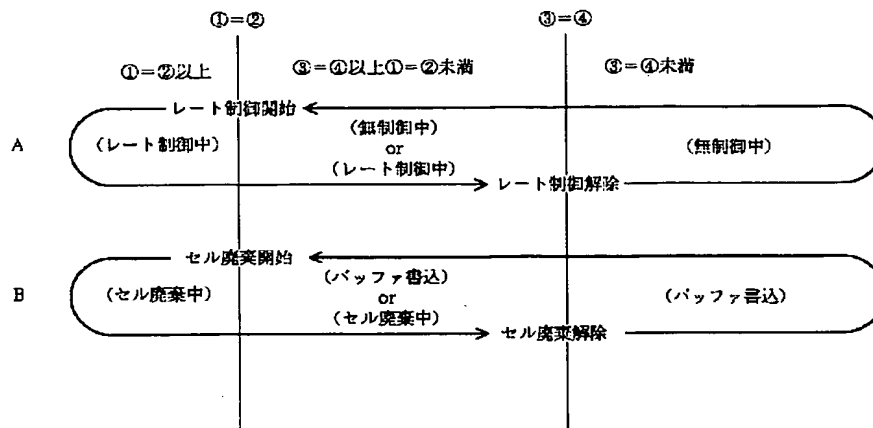 ①=② ③=④
①=②以上 ③=④以上①=②未満 ③=④未満
レート制御開始
A (レート制御中) (無制御中) (無制御中)
or
(レート制御中)
レート制御解除
セル廃棄開始
B (セル廃棄中) (バッファ書込) (バッファ書込)
or
(セル廃棄中)
セル廃棄解除